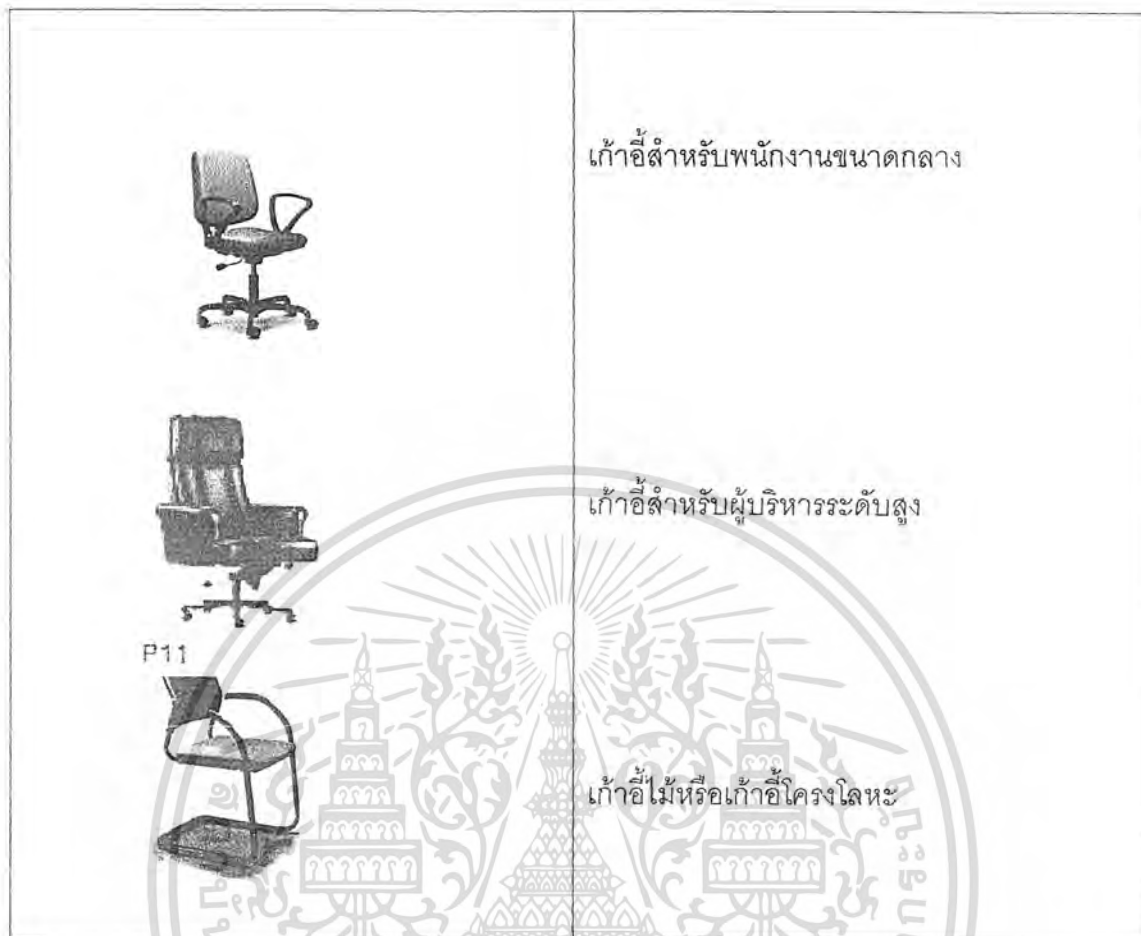 เก้าอี้สำหรับพนักงานขนาดกลาง
เก้าอี้สำหรับผู้บริหารระดับสูง
P11
เก้าอี้ไม้หรือเก้าอี้โครงโลหะ